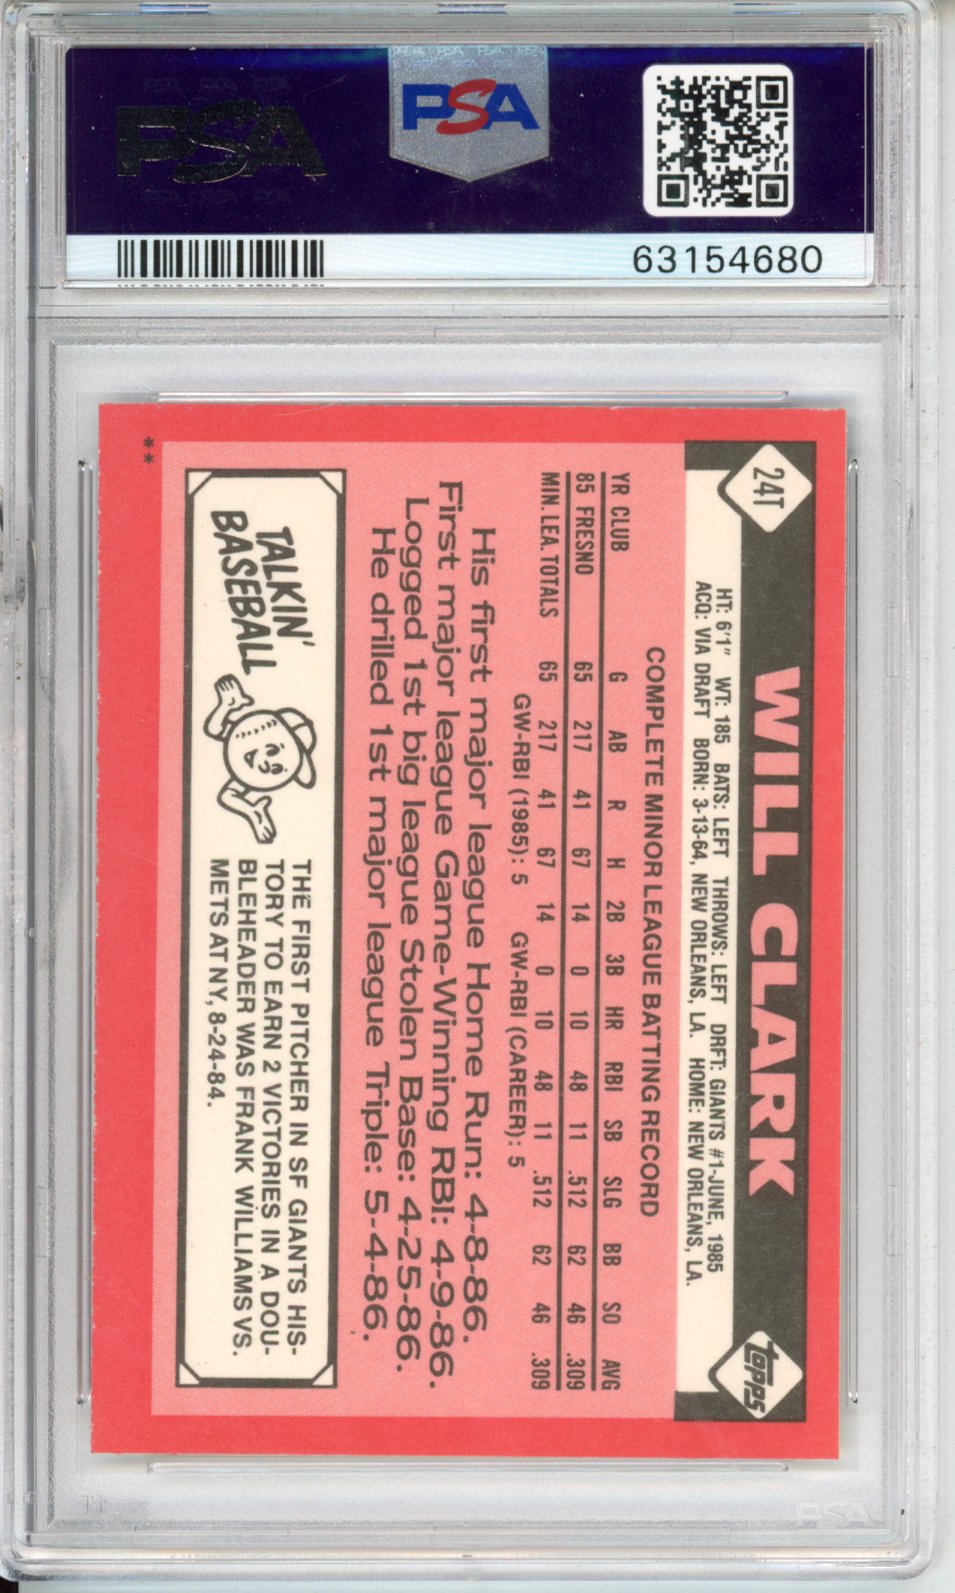 PSA
PSA
63154680
24T
WILL CLARK
topps
HT: 6'1" WT: 185 BATS: LEFT THROWS: LEFT DRFT: GIANTS #1-JUNE, 1985
ACQ: VIA DRAFT BORN: 3-13-64, NEW ORLEANS, LA. HOME: NEW ORLEANS, LA.
COMPLETE MINOR LEAGUE BATTING RECORD
YR CLUB G AB R H 2B 3B HR RBI SB SLG BB SO AVG
85 FRESNO 65 217 41 67 14 0 10 48 11 .512 62 46 .309
MIN. LEA. TOTALS 65 217 41 67 14 0 10 48 11 .512 62 46 .309
GW-RBI (1985): 5 GW-RBI (CAREER): 5
His first major league Home Run: 4-8-86.
First major league Game-Winning RBI: 4-9-86.
Logged 1st big league Stolen Base: 4-25-86.
He drilled 1st major league Triple: 5-4-86.
TALKIN'
BASEBALL
THE FIRST PITCHER IN SF GIANTS HIS-
TORY TO EARN 2 VICTORIES IN A DOU-
BLEHEADER WAS FRANK WILLIAMS VS.
METS AT NY, 8-24-84.
**
PSA